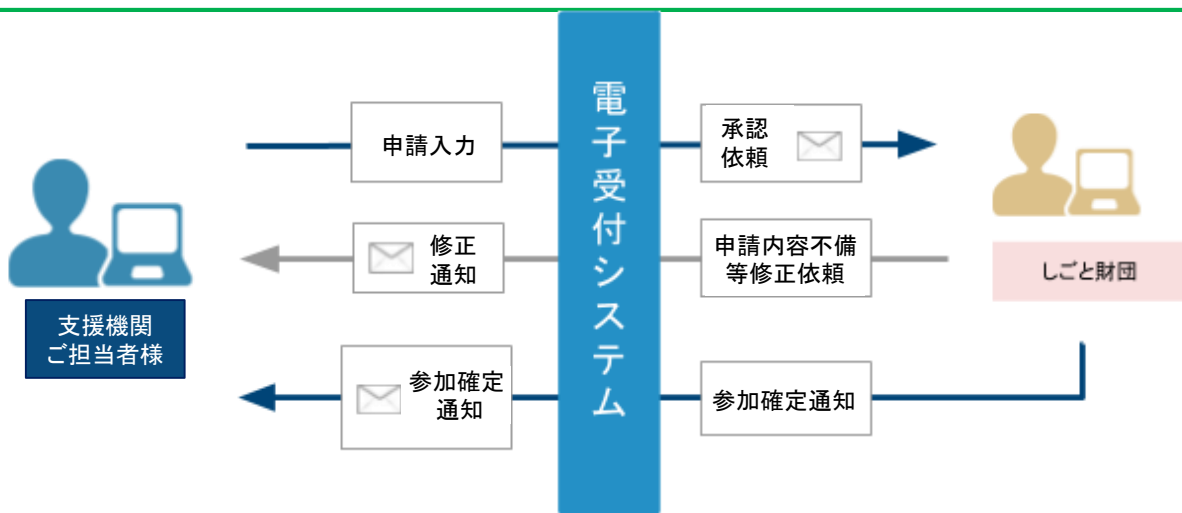 電子受付システム
申請入力
承認
依頼
修正
通知
申請内容不備
等修正依頼
しごと財団
支援機関
ご担当者様
参加確定
通知
参加確定通知